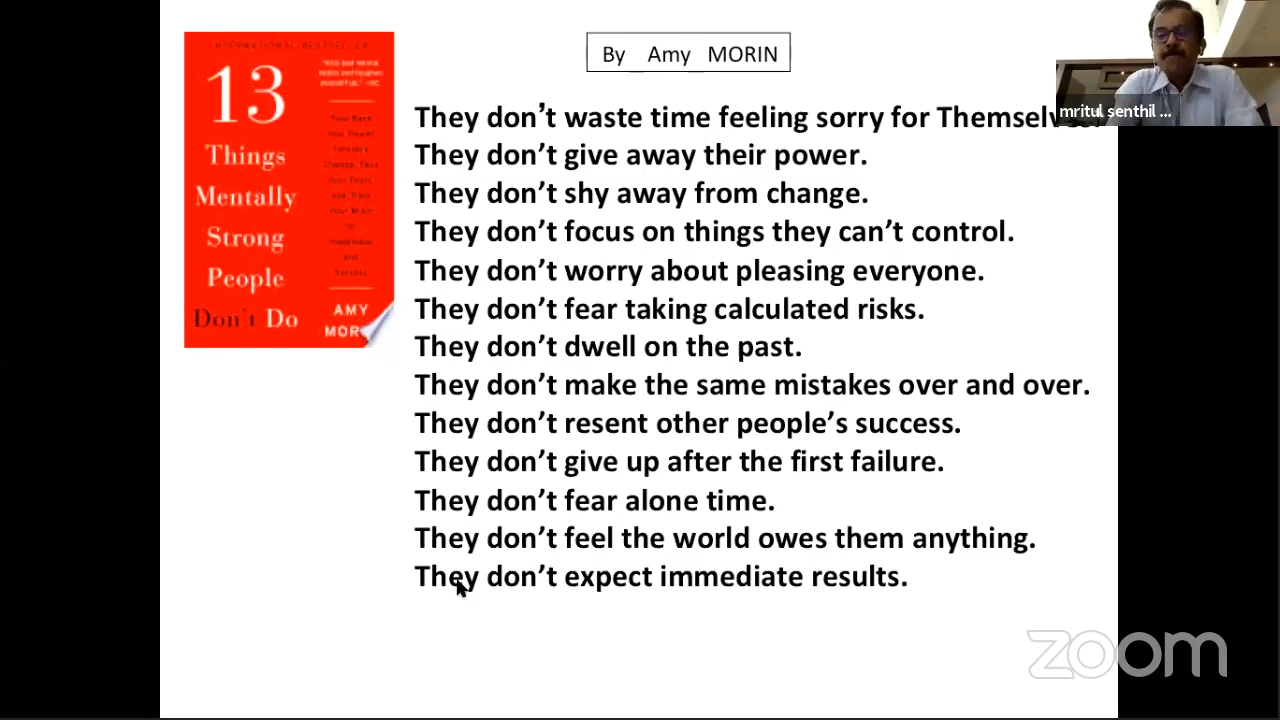 INTERNATIONAL BESTSELLER
13
Things
Mentally
Strong
People
Don't Do
AMY
MOR
By Amy MORIN
They don’t waste time feeling sorry for Themselv
They don’t give away their power.
They don’t shy away from change.
They don’t focus on things they can’t control.
They don’t worry about pleasing everyone.
They don’t fear taking calculated risks.
They don’t dwell on the past.
They don’t make the same mistakes over and over.
They don’t resent other people’s success.
They don’t give up after the first failure.
They don’t fear alone time.
They don’t feel the world owes them anything.
They don’t expect immediate results.
mritul senthil ...
zoom